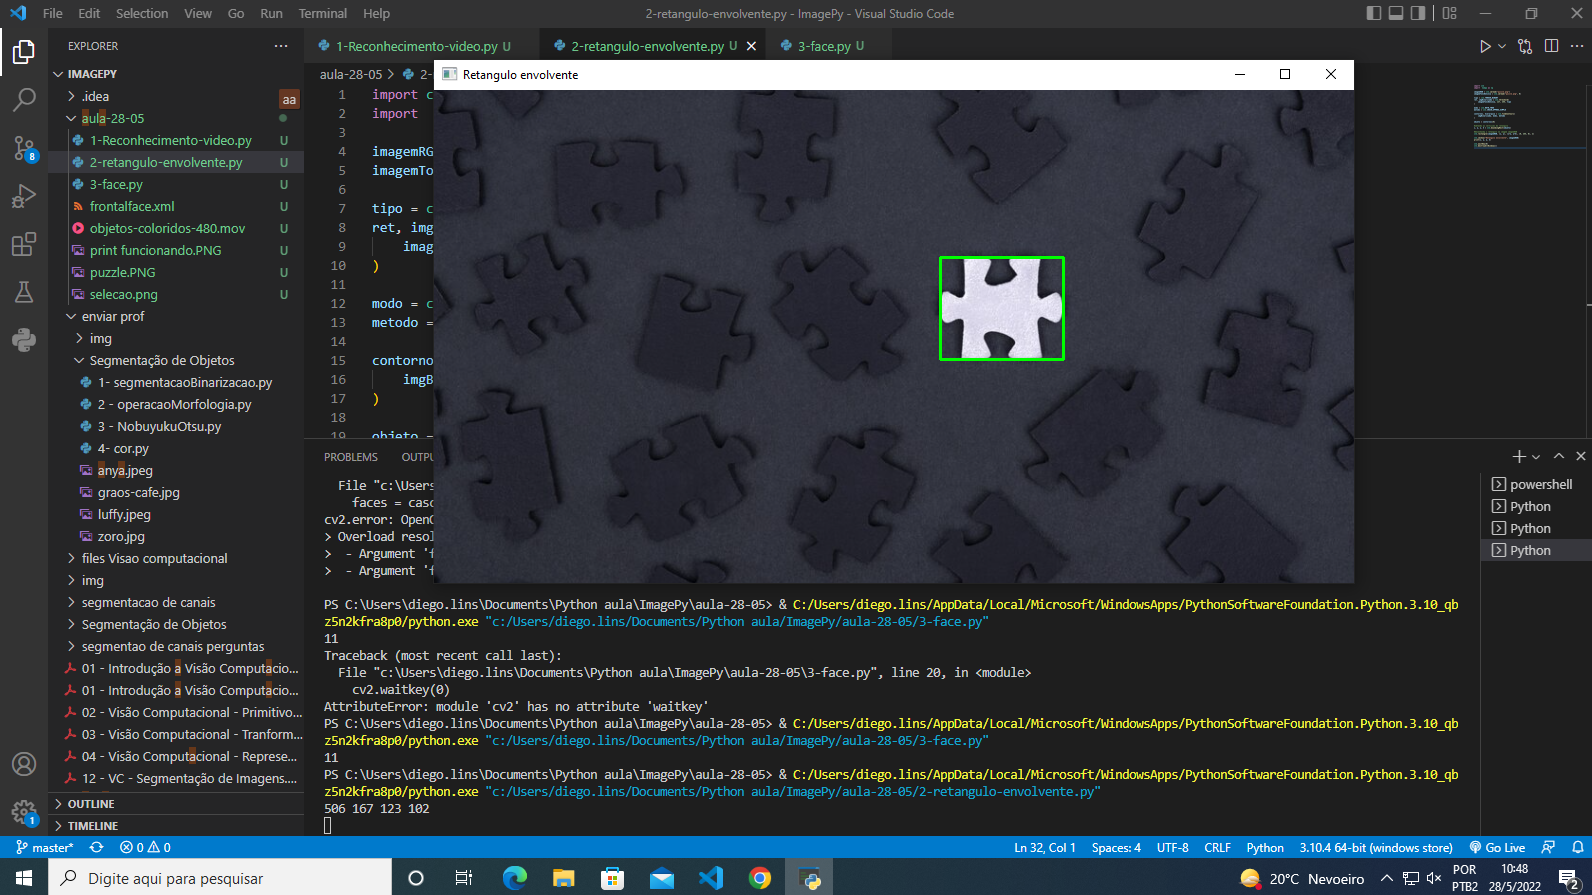 File Edit Selection View Go Run Terminal Help
2-retangulo-envolvente.py - ImagePy - Visual Studio Code
EXPLORER
1-Reconhecimento-video.py U
2-retangulo-envolvente.py U
3-face.py U
IMAGEPY
.idea
aa
aula-28-05
1-Reconhecimento-video.py U
2-retangulo-envolvente.py U
3-face.py U
frontalface.xml U
objetos-coloridos-480.mov U
print funcionando.PNG U
puzzle.PNG U
selecao.png U
enviar prof
img
Segmentação de Objetos
1- segmentacaoBinarizacao.py
2 - operacaoMorfologia.py
3 - NobuyukuOtsu.py
4- cor.py
anya.jpeg
graos-cafe.jpg
luffy.jpeg
zoro.jpg
files Visao computacional
img
segmentacao de canais
Segmentação de Objetos
segmentao de canais perguntas
01 - Introdução a Visão Computacio...
01 - Introdução a Visão Computacio...
02 - Visão Computacional - Primitivo...
03 - Visão Computacional - Tranform...
04 - Visão Computacional - Represe...
12 - VC - Segmentação de Imagens....
OUTLINE
TIMELINE
8
1
aula-28-05 > 2-
Retangulo envolvente
1 import c
2 import
3
4 imagemRG
5 imagemTo
6
7 tipo = c
8 ret, img
9 imag
10 )
11
12 modo = c
13 metodo =
14
15 contorno
16 imgB
17 )
18
19 objeto =
PROBLEMS OUTPU
File "c:\Users
faces = casc
cv2.error: OpenC
> Overload resol
> - Argument 'f
> - Argument 'f
PS C:\Users\diego.lins\Documents\Python aula\ImagePy\aula-28-05> & C:/Users/diego.lins/AppData/Local/Microsoft/WindowsApps/PythonSoftwareFoundation.Python.3.10_qb
z5n2kfra8p0/python.exe "c:/Users/diego.lins/Documents/Python aula/ImagePy/aula-28-05/3-face.py"
11
Traceback (most recent call last):
File "c:\Users\diego.lins\Documents\Python aula\ImagePy\aula-28-05\3-face.py", line 20, in <module>
cv2.waitkey(0)
AttributeError: module 'cv2' has no attribute 'waitkey'
PS C:\Users\diego.lins\Documents\Python aula\ImagePy\aula-28-05> & C:/Users/diego.lins/AppData/Local/Microsoft/WindowsApps/PythonSoftwareFoundation.Python.3.10_qb
z5n2kfra8p0/python.exe "c:/Users/diego.lins/Documents/Python aula/ImagePy/aula-28-05/3-face.py"
11
PS C:\Users\diego.lins\Documents\Python aula\ImagePy\aula-28-05> & C:/Users/diego.lins/AppData/Local/Microsoft/WindowsApps/PythonSoftwareFoundation.Python.3.10_qb
z5n2kfra8p0/python.exe "c:/Users/diego.lins/Documents/Python aula/ImagePy/aula-28-05/2-retangulo-envolvente.py"
506 167 123 102
powershell
Python
Python
Python
master* 0 0
Ln 32, Col 1 Spaces: 4 UTF-8 CRLF Python 3.10.4 64-bit (windows store) Go Live
Digite aqui para pesquisar
20°C Nevoeiro
POR
PTB2
10:48
28/5/2022
2